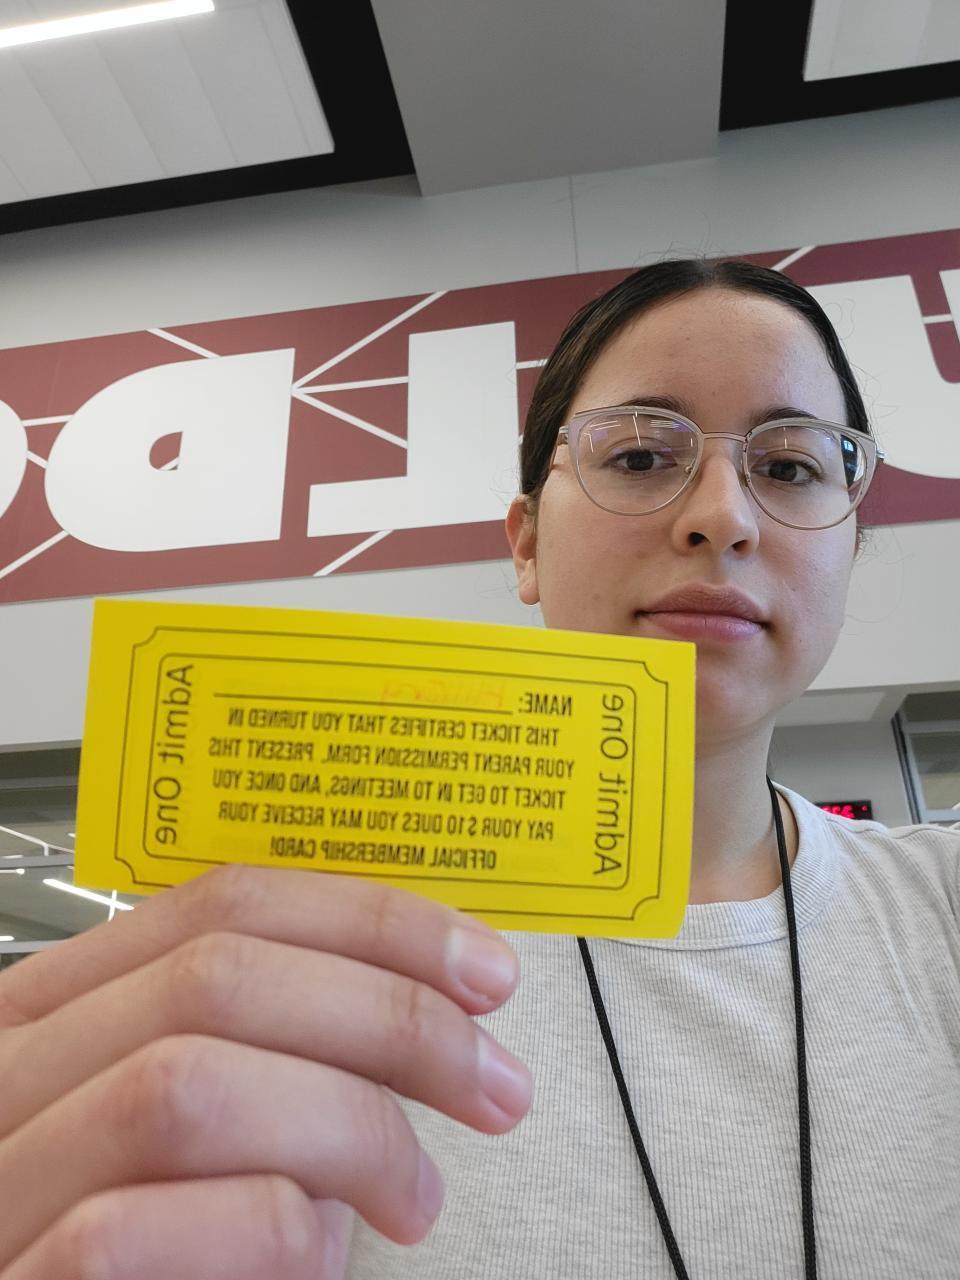 Admit One
NAME: Hillary
THIS TICKET CERTIFIES THAT YOU TURNED IN
YOUR PARENT PERMISSION FORM. PRESENT THIS
TICKET TO GET IN TO MEETINGS, AND ONCE YOU
PAY YOUR $10 DUES YOU MAY RECEIVE YOUR
OFFICIAL MEMBERSHIP CARD!
Admit One